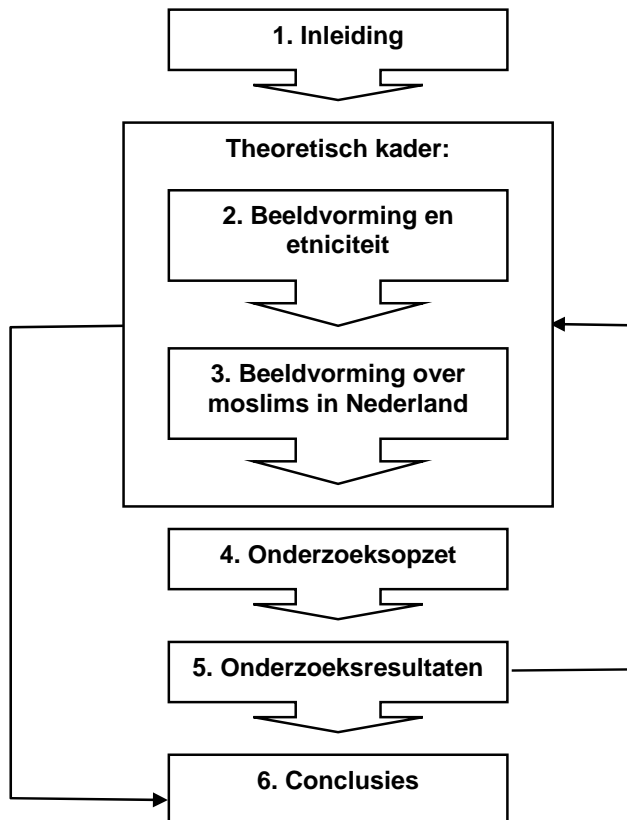 1. Inleiding
Theoretisch kader:
2. Beeldvorming en
etniciteit
3. Beeldvorming over
moslims in Nederland
4. Onderzoeksopzet
5. Onderzoeksresultaten
6. Conclusies